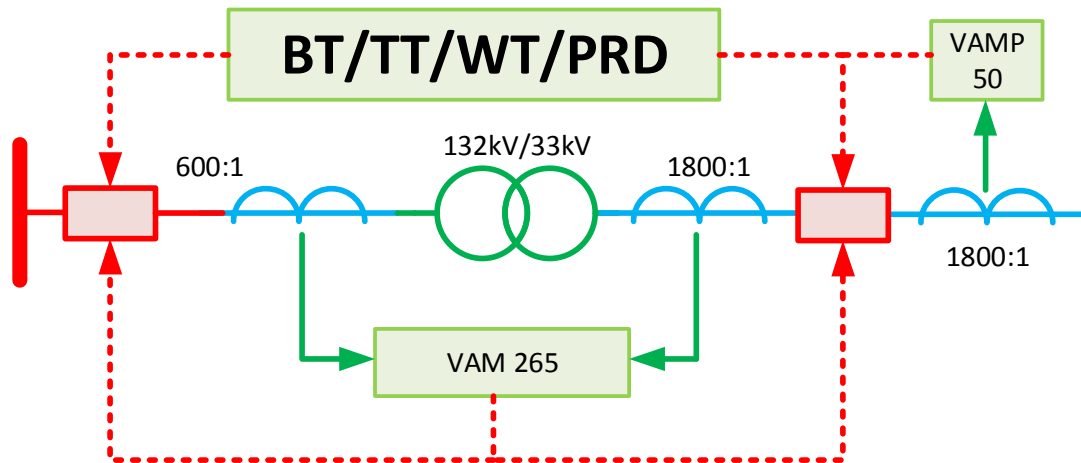 BT/TT/WT/PRD
VAMP
50
600:1
132kV/33kV
1800:1
1800:1
VAM 265